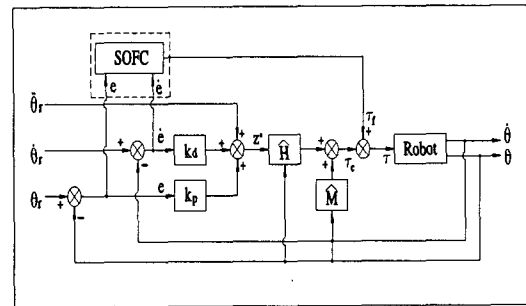 SOFC
e ė
θ̈r
τf
+ +
θ̇r + ė kd + z* Ĥ + τc + τ Robot θ̇
- + + θ
θr + e kp M̂
-
-